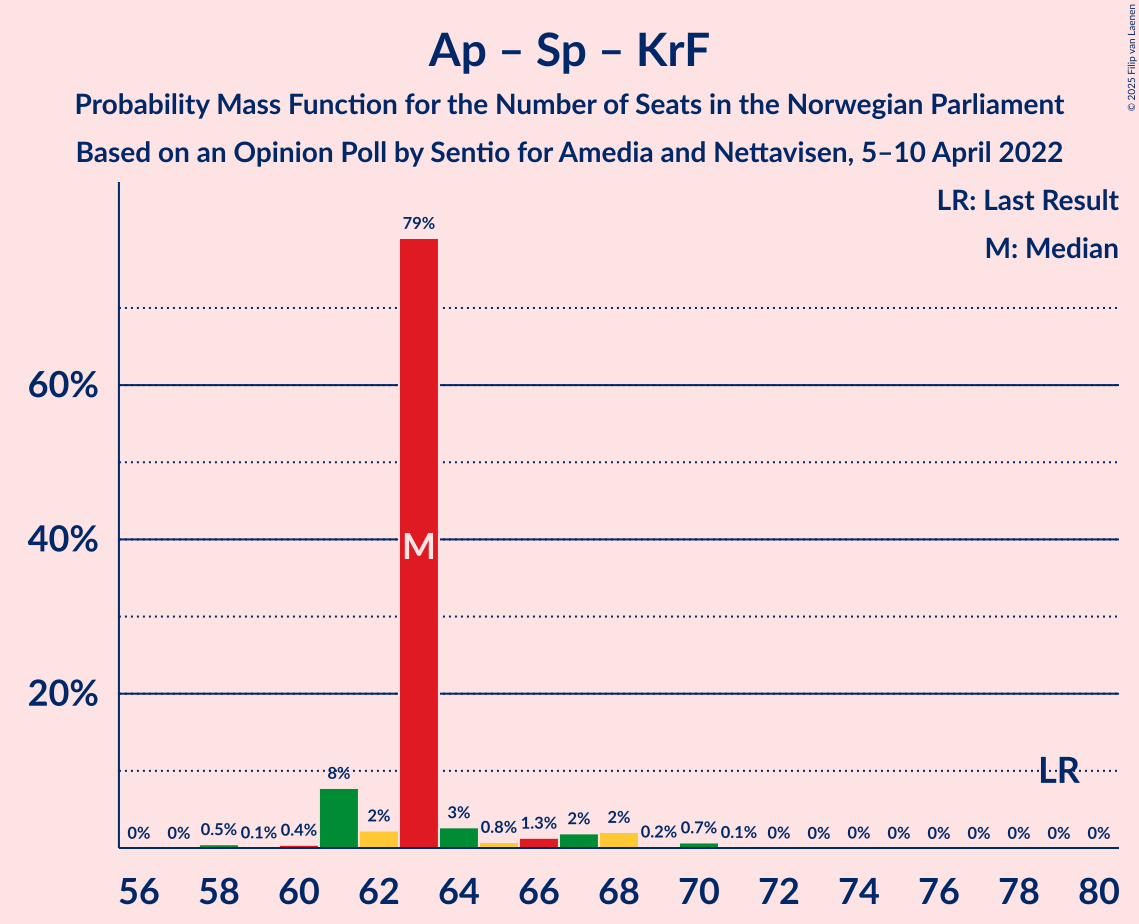 Ap – Sp – KrF
Probability Mass Function for the Number of Seats in the Norwegian Parliament
Based on an Opinion Poll by Sentio for Amedia and Nettavisen, 5–10 April 2022
© 2025 Filip van Laenen
LR: Last Result
M: Median
79%
60%
40%
M
20%
LR
0% 0% 0.5% 0.1% 0.4% 8% 2% 3% 0.8% 1.3% 2% 2% 0.2% 0.7% 0.1% 0% 0% 0% 0% 0% 0% 0% 0% 0%
56 58 60 62 64 66 68 70 72 74 76 78 80